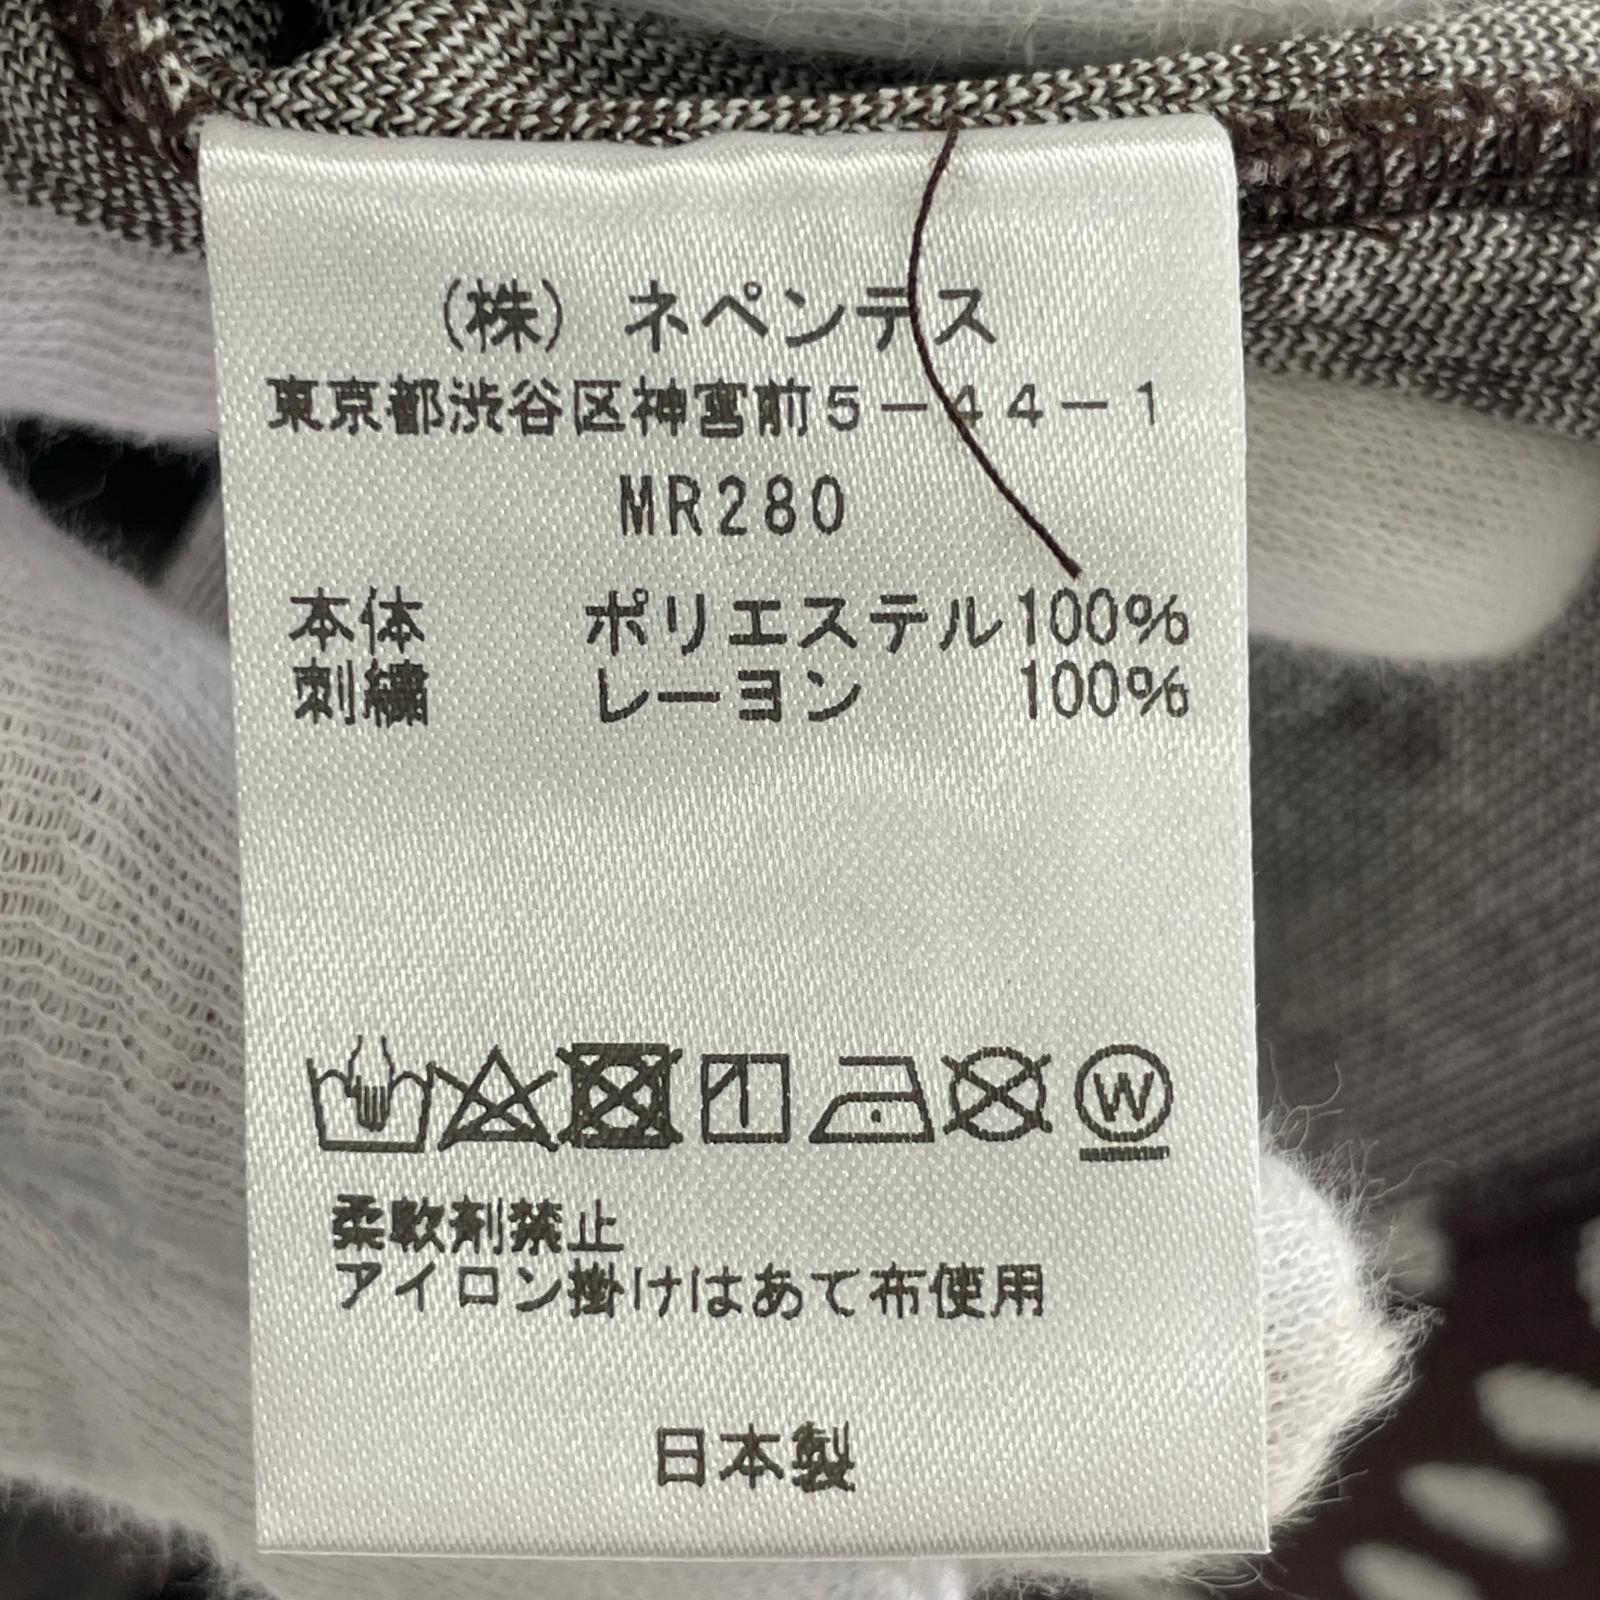 (株) ネペンテス
東京都渋谷区神宮前5-44-1
MR280
本体 ポリエステル100%
刺繍 レーヨン 100%
W
柔軟剤禁止
アイロン掛けはあて布使用
日本製